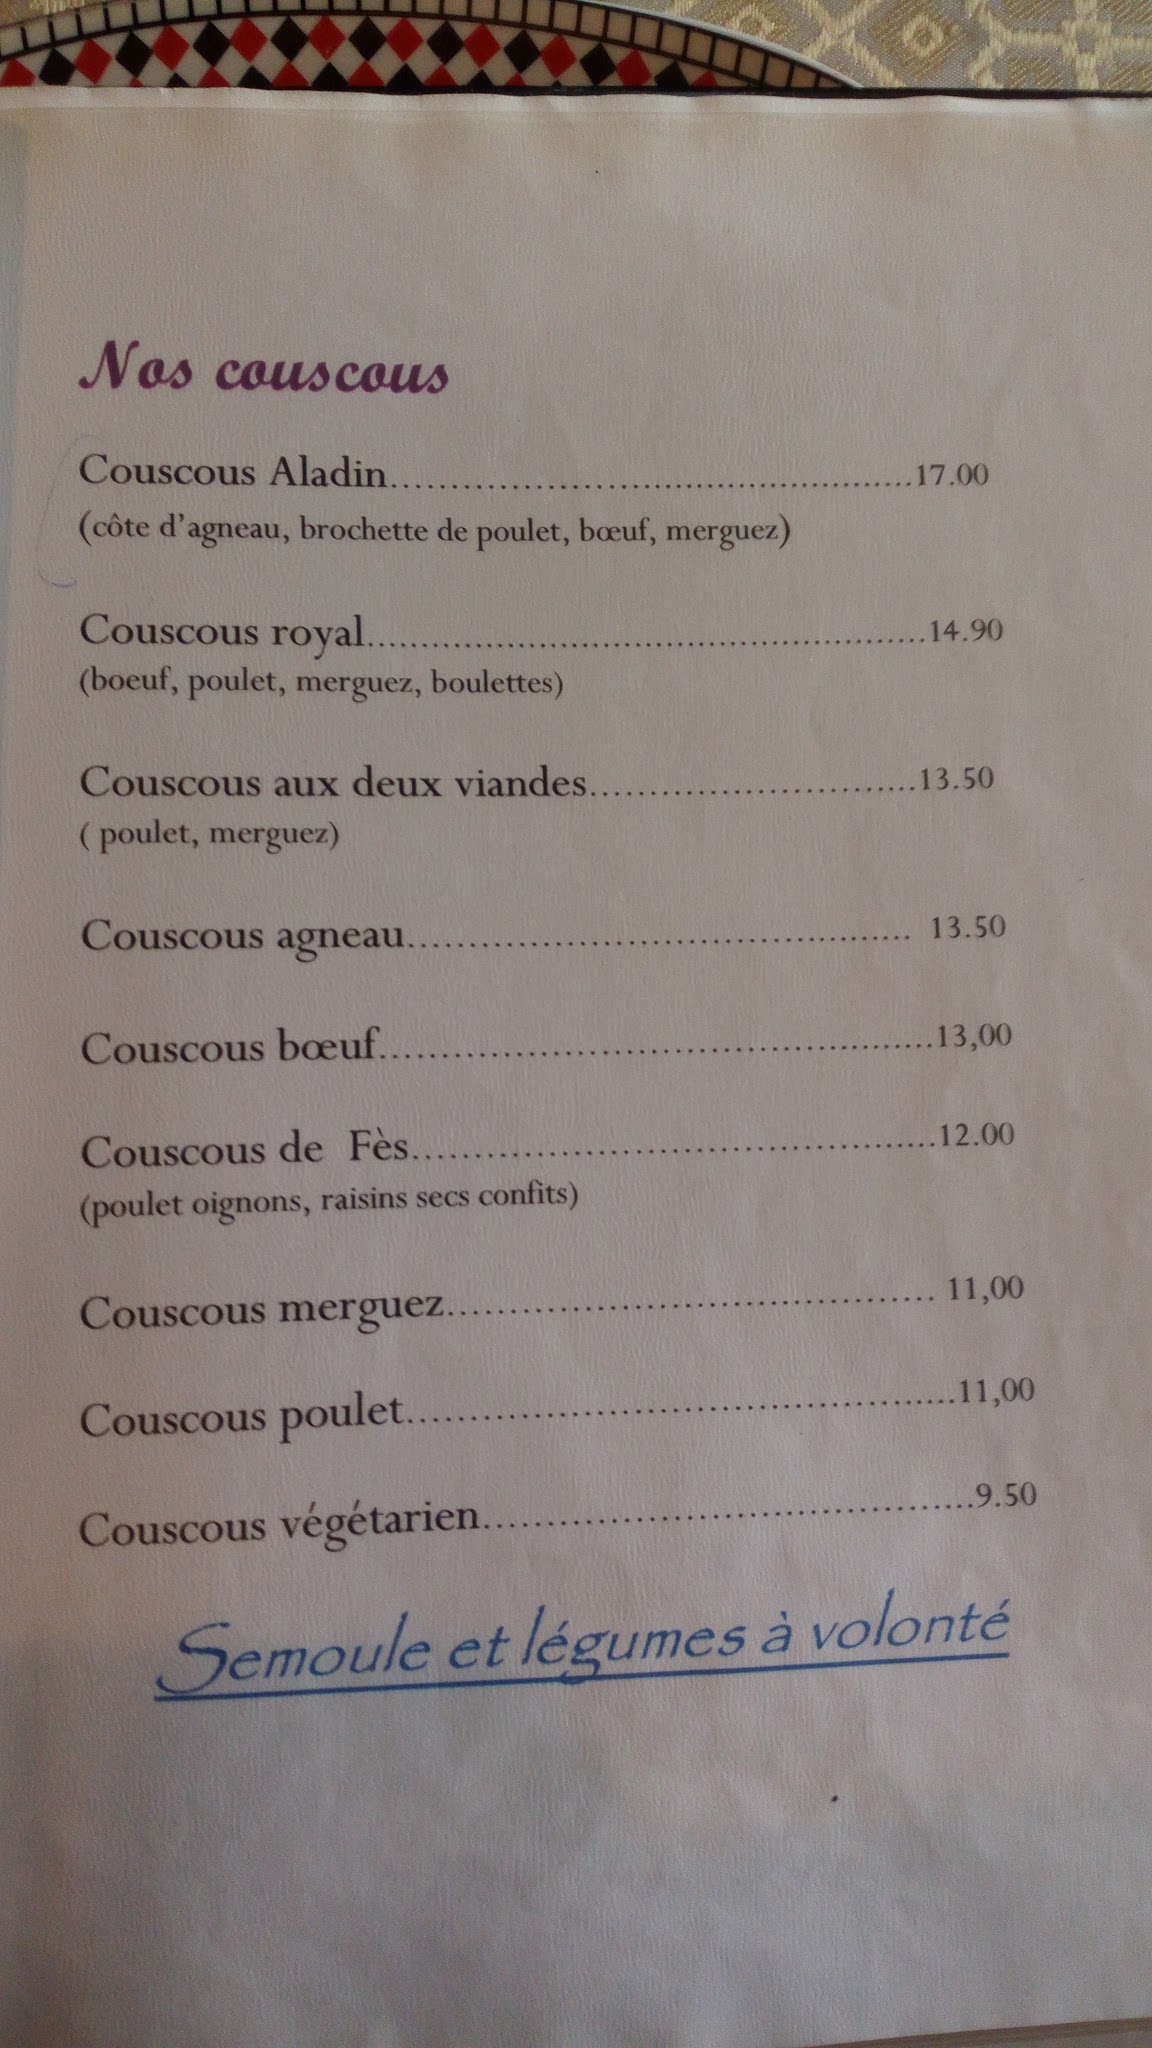 Nos couscous
Couscous Aladin.............................................17.00
(côte d'agneau, brochette de poulet, bœuf, merguez)
Couscous royal................................................14.90
(boeuf, poulet, merguez, boulettes)
Couscous aux deux viandes............................13.50
( poulet, merguez)
Couscous agneau........................................... 13.50
Couscous bœuf...............................................13,00
Couscous de  Fès.............................................12.00
(poulet oignons, raisins secs confits)
Couscous merguez.......................................... 11,00
Couscous poulet...............................................11,00
Couscous végétarien..........................................9.50
Semoule et légumes à volonté